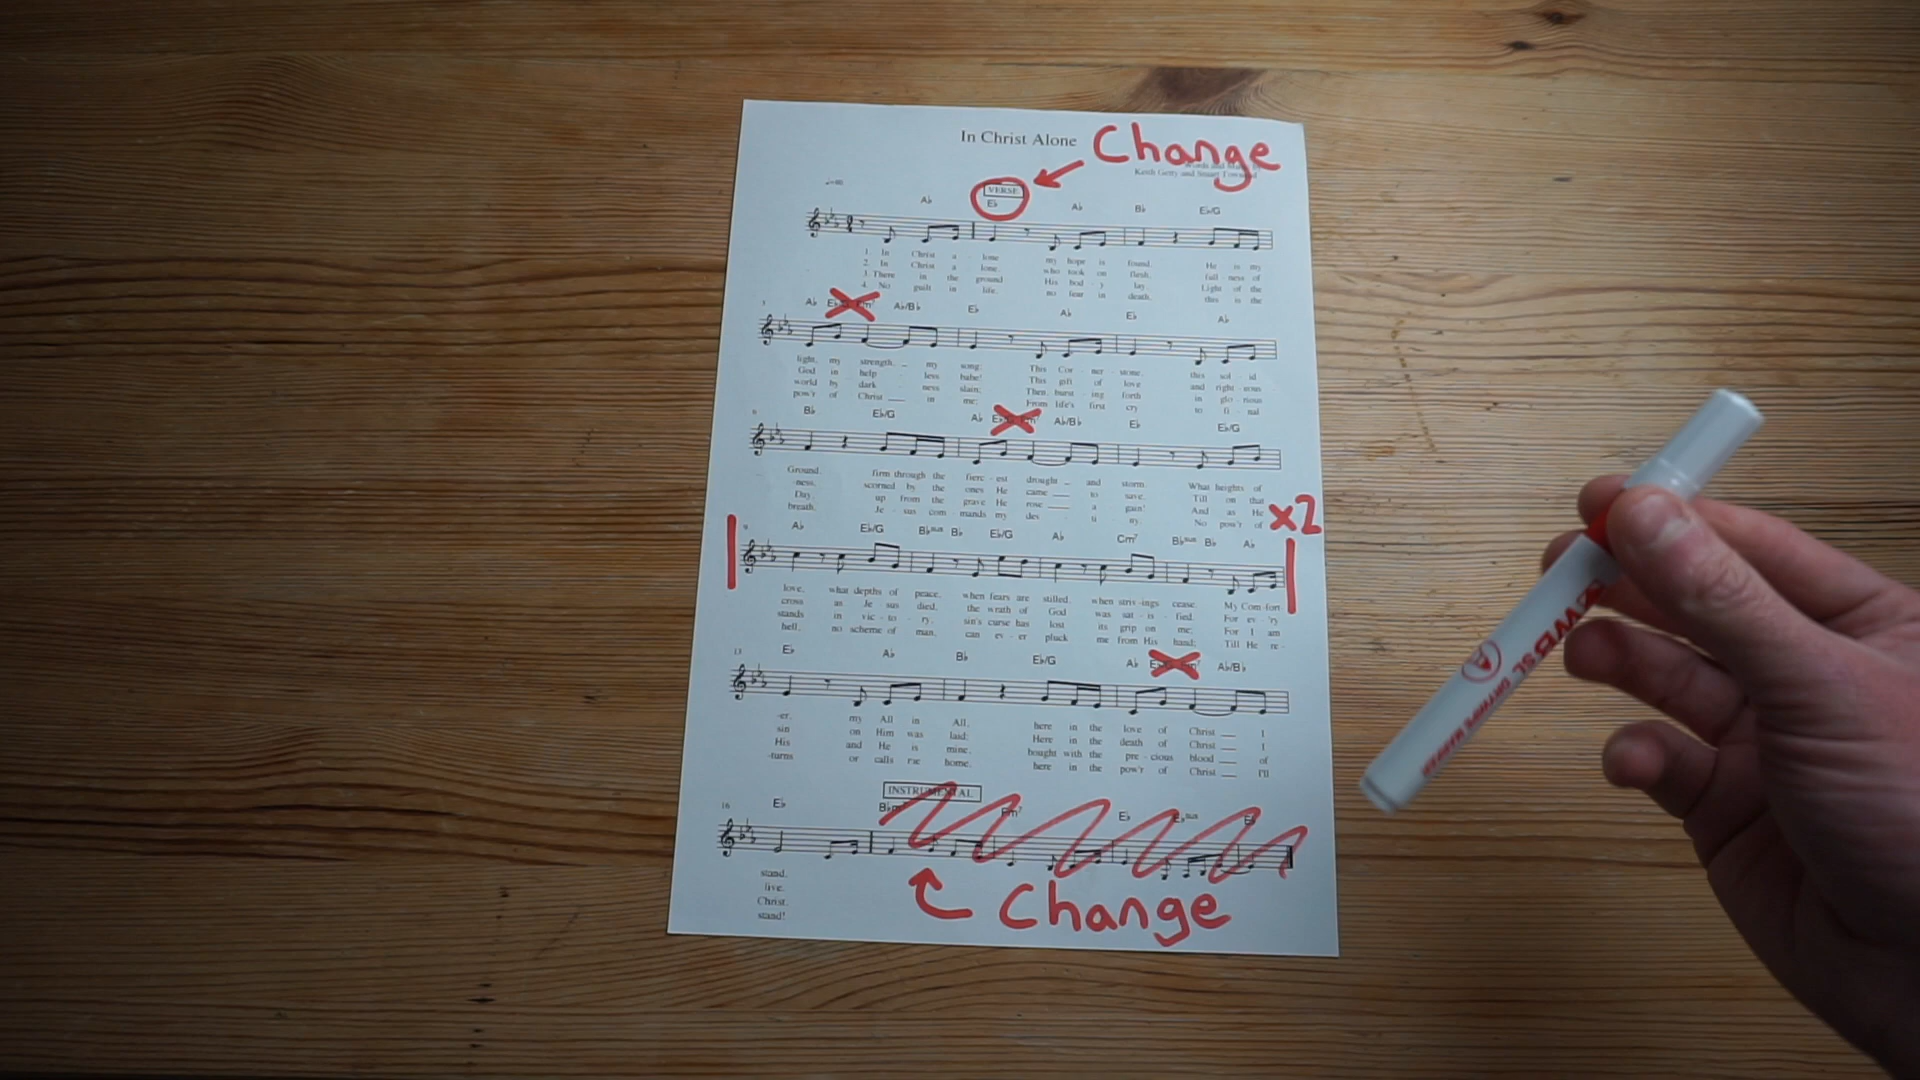 In Christ Alone
Change
Words and Music by
Keith Getty and Stuart Townend
VERSE
A♭ E♭ A♭ B♭ E♭/G
1. In Christ a - lone my hope is found, He is my
2. In Christ a - lone, who took on flesh, full - ness of
3. There in the ground His bod - y lay, Light of the
4. No guilt in life, no fear in death, this is the
A♭ A♭/B♭ E♭ A♭ E♭ A♭
light, my strength, my song; This Cor - ner - stone, this sol - id
God in help - less babe! This gift of love and right - eous
world by dark - ness slain; Then, burst - ing forth in glo - rious
pow'r of Christ in me; From life's first cry to fi - nal
6 B♭ E♭/G A♭ A♭/B♭ E♭ E♭/G
Ground, firm through the fierc - est drought and storm. What heights of
-ness, scorned by the ones He came to save. Till on that
Day, up from the grave He rose a - gain! And as He
breath, Je - sus com - mands my des - ti - ny. No pow'r of
x2
9 A♭ E♭/G B♭sus B♭ E♭/G A♭ Cm7 B♭sus B♭ A♭
love, what depths of peace, when fears are stilled, when striv - ings cease. My Com - fort-
cross as Je - sus died, the wrath of God was sat - is - fied. For ev - 'ry
stands in vic - to - ry, sin's curse has lost its grip on me; For I am
hell, no scheme of man, can ev - er pluck me from His hand; Till He re -
13 E♭ A♭ B♭ E♭/G A♭ A♭/B♭
-er, my All in All, here in the love of Christ I
sin on Him was laid: Here in the death of Christ I
His and He is mine, bought with the pre - cious blood of
-turns or calls me home, here in the pow'r of Christ I'll
INSTRUMENTAL
16 E♭ B♭m7 Fm7 E♭ E♭sus E♭
stand.
live.
Christ.
stand!
Change
WB SL DRYWIPE MARKER